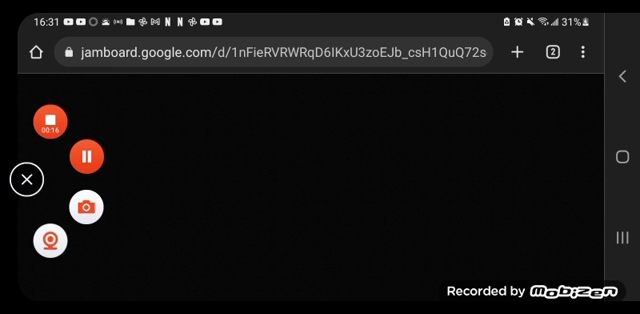 16:31
31%
jamboard.google.com/d/1nFieRVRWRqD6IKxU3zoEJb_csH1QuQ72s
2
00:16
Recorded by mobizen